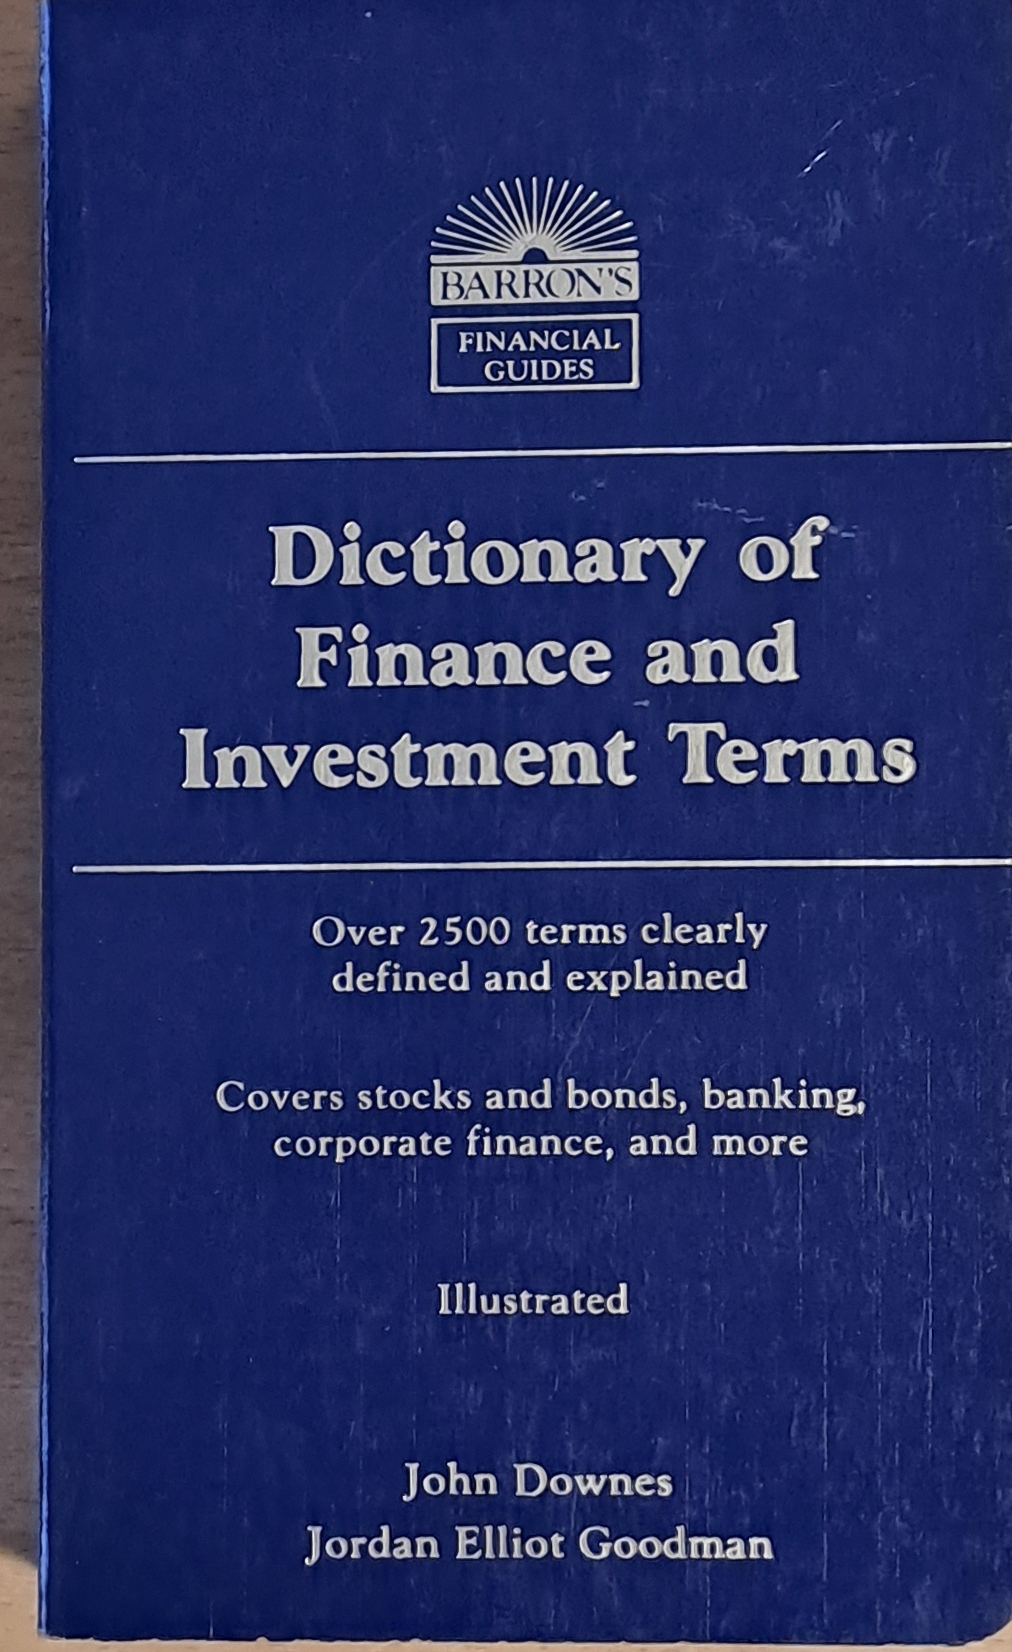 BARRON'S
FINANCIAL
GUIDES
Dictionary of
Finance and
Investment Terms
Over 2500 terms clearly
defined and explained
Covers stocks and bonds, banking,
corporate finance, and more
Illustrated
John Downes
Jordan Elliot Goodman